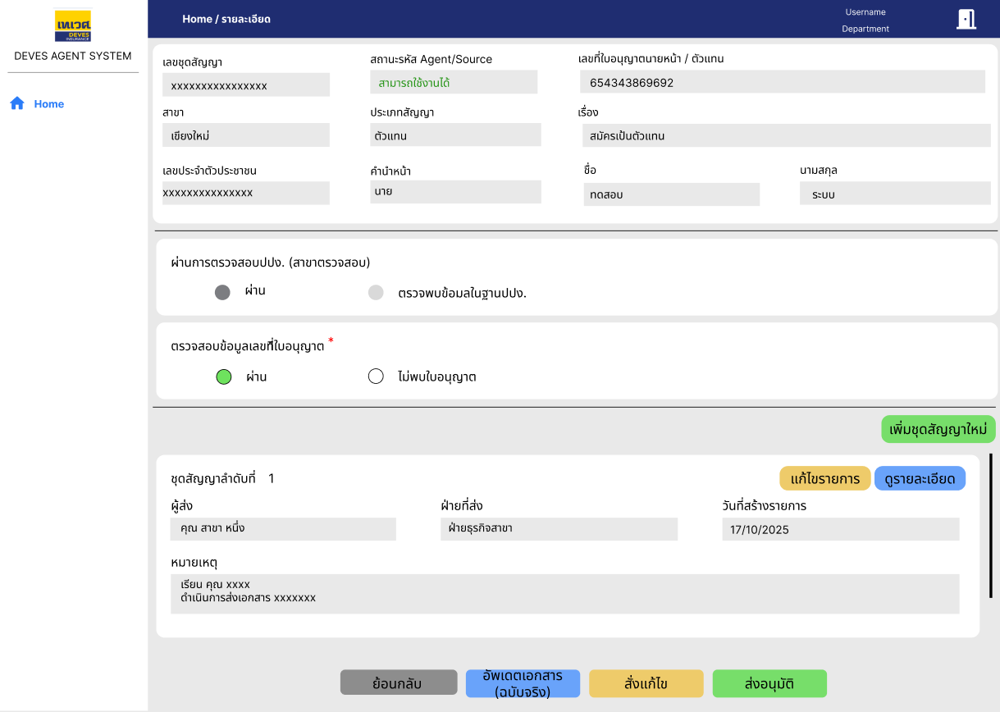 เทเวศ
DEVES
INSURANCE
DEVES AGENT SYSTEM
Home
Home / รายละเอียด
Username
Department
เลขชุดสัญญา
สถานะรหัส Agent/Source
เลขที่ใบอนุญาตนายหน้า / ตัวแทน
xxxxxxxxxxxxxxxx
สามารถใช้งานได้
654343869692
สาขา
ประเภทสัญญา
เรื่อง
เขียงใหม่
ตัวแทน
สมัครเป้นตัวแทน
เลขประจำตัวประชาชน
คำนำหน้า
ชื่อ
นามสกุล
xxxxxxxxxxxxxxx
นาย
ทดสอบ
ระบบ
ผ่านการตรวจสอบปปง. (สาขาตรวจสอบ)
ผ่าน
ตรวจพบข้อมลในฐานปปง.
ตรวจสอบข้อมูลเลขที่ใบอนุญาต *
ผ่าน
ไม่พบใบอนุญาต
เพิ่มชุดสัญญาใหม่
ชุดสัญญาลำดับที่ 1
แก้ไขรายการ
ดูรายละเอียด
ผู้ส่ง
ฝ่ายที่ส่ง
วันที่สร้างรายการ
คุณ สาขา หนึ่ง
ฝ่ายธุรกิจสาขา
17/10/2025
หมายเหตุ
เรียน คุณ xxxx
ดำเนินการส่งเอกสาร xxxxxxx
ย้อนกลับ
อัพเดตเอกสาร
(ฉบับจริง)
สั่งแก้ไข
ส่งอนุมัติ